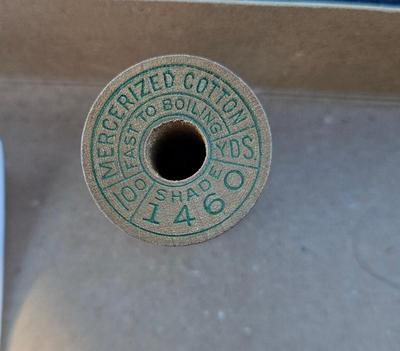 MERCERIZED COTTON
FAST TO BOILING
100 YDS.
SHADE
1460